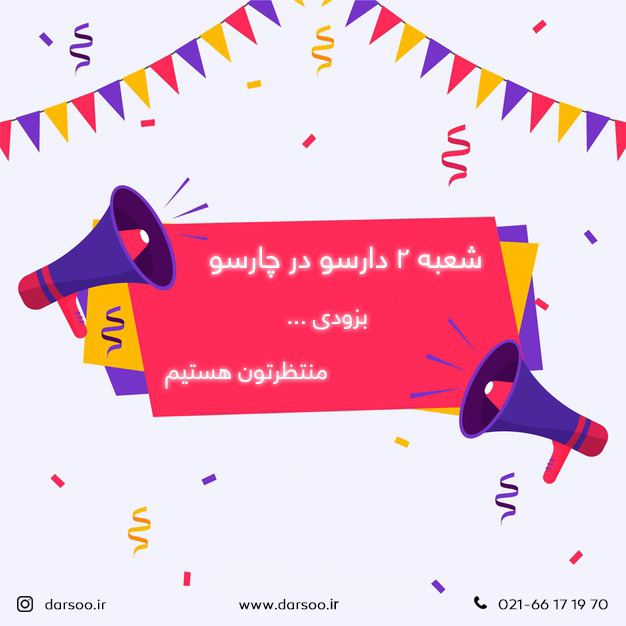 شعبه ۲ دارسو در چارسو
بزودی ...
منتظرتون هستیم
darsoo.ir
www.darsoo.ir
021-66 17 19 70